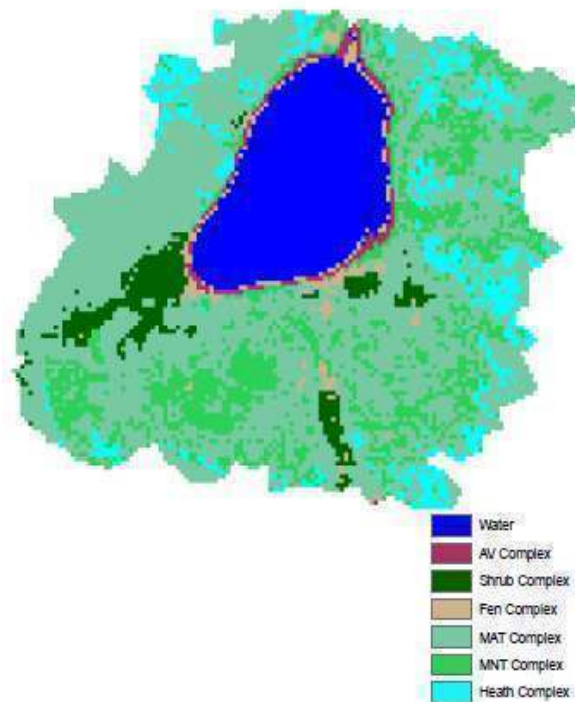 Water
AV Complex
Shrub Complex
Fen Complex
MAT Complex
MNT Complex
Heath Complex